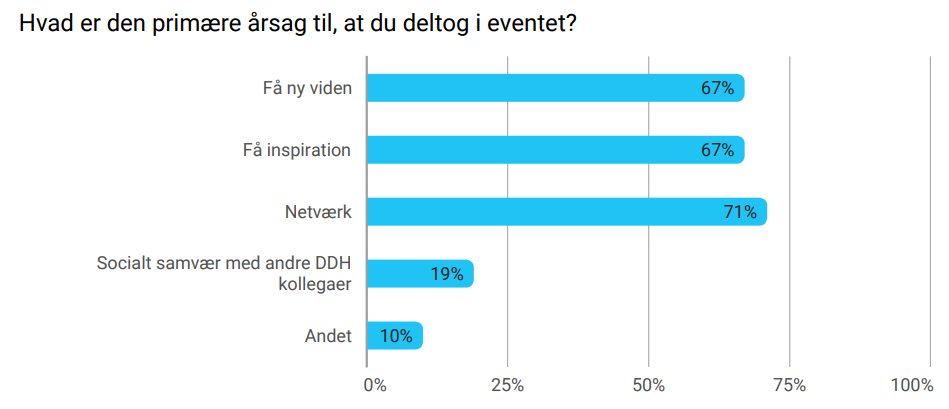 Hvad er den primære årsag til, at du deltog i eventet?
Få ny viden
67%
Få inspiration
67%
Netværk
71%
Socialt samvær med andre DDH
kollegaer
19%
Andet
10%
0% 25% 50% 75% 100%